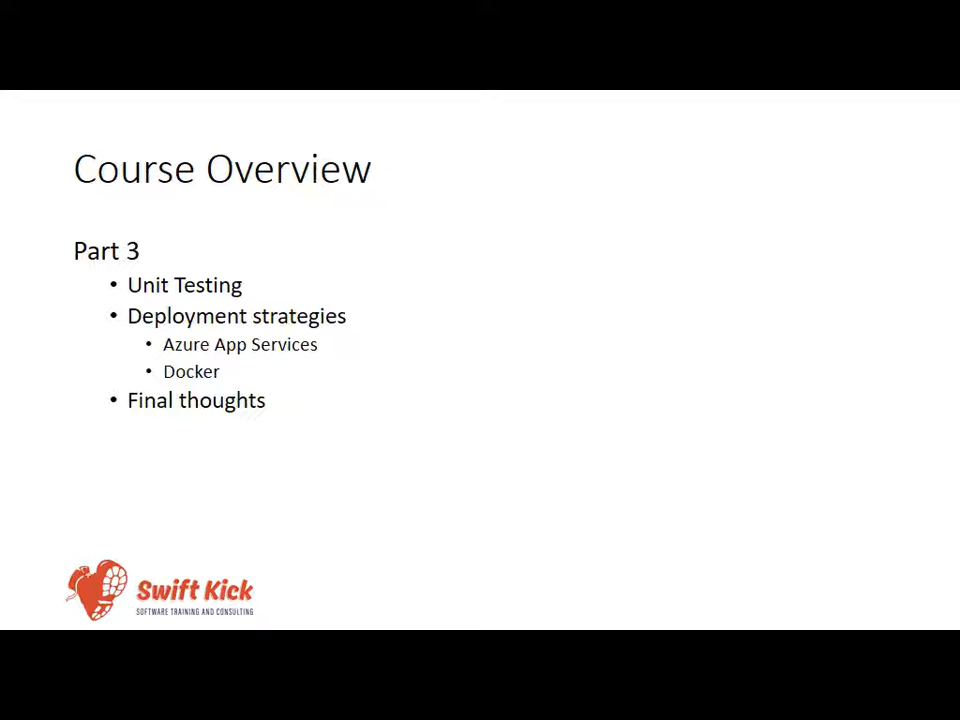 Course Overview
Part 3
• Unit Testing
• Deployment strategies
• Azure App Services
• Docker
• Final thoughts
Swift Kick
SOFTWARE TRAINING AND CONSULTING